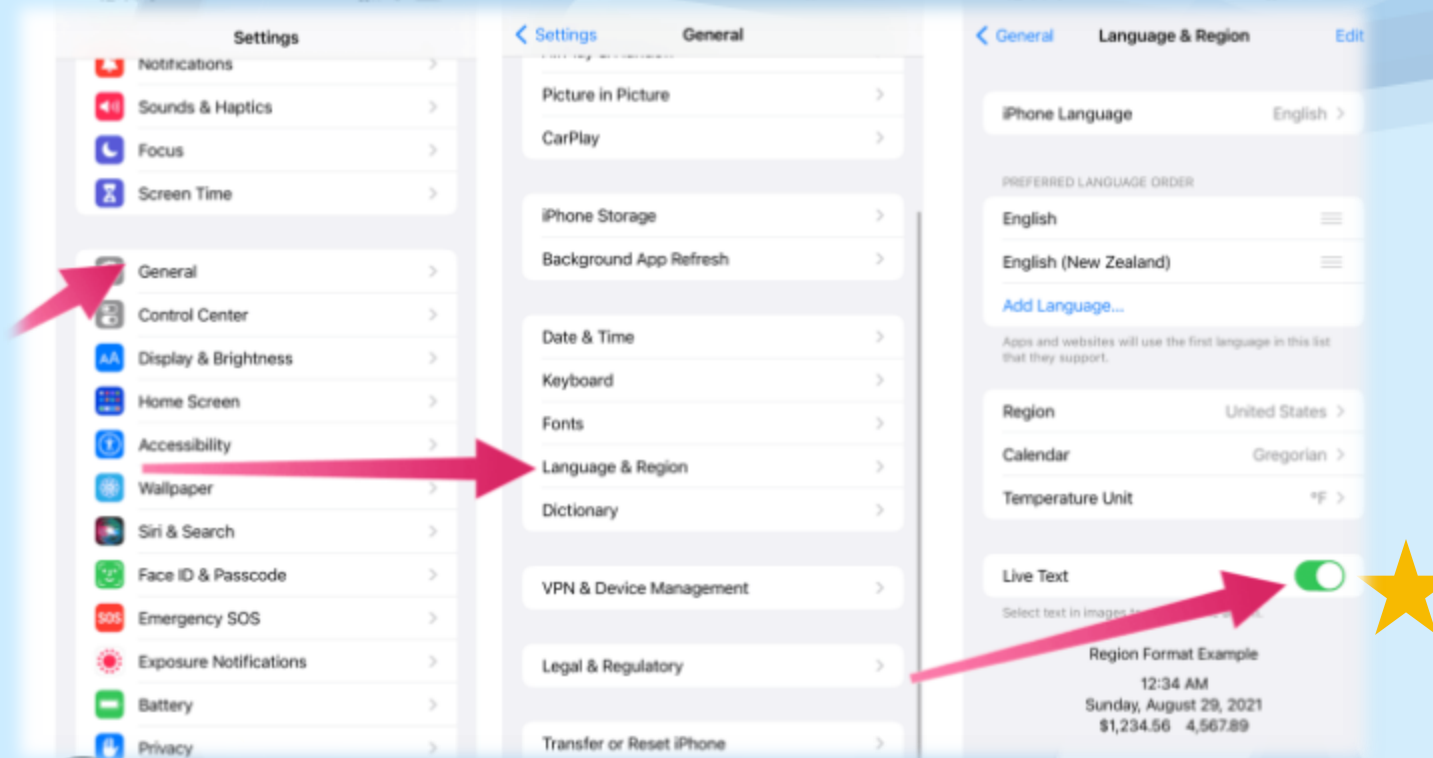 Settings
Notifications
Sounds & Haptics
Focus
Screen Time
General
Control Center
Display & Brightness
AA
Home Screen
Accessibility
Wallpaper
Siri & Search
Face ID & Passcode
SOS
Emergency SOS
Exposure Notifications
Battery
Privacy
Settings
General
Picture in Picture
CarPlay
iPhone Storage
Background App Refresh
Date & Time
Keyboard
Fonts
Language & Region
Dictionary
VPN & Device Management
Legal & Regulatory
Transfer or Reset iPhone
General
Language & Region
Edit
iPhone Language
English
PREFERRED LANGUAGE ORDER
English
English (New Zealand)
Add Language...
Apps and websites will use the first language in this list
that they support.
Region
United States
Calendar
Gregorian
Temperature Unit
°F
Live Text
Select text in images
Region Format Example
12:34 AM
Sunday, August 29, 2021
$1,234.56 4,567.89